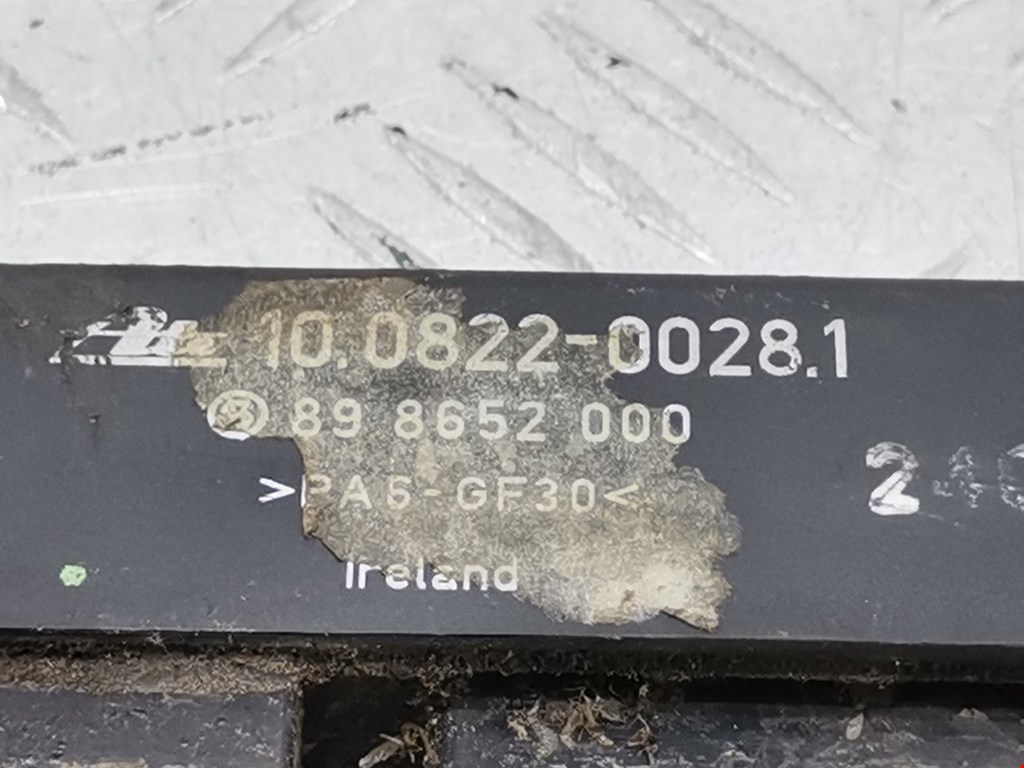 10.0822-0028.1
89 8652 000
>PA6-GF30<
Ireland